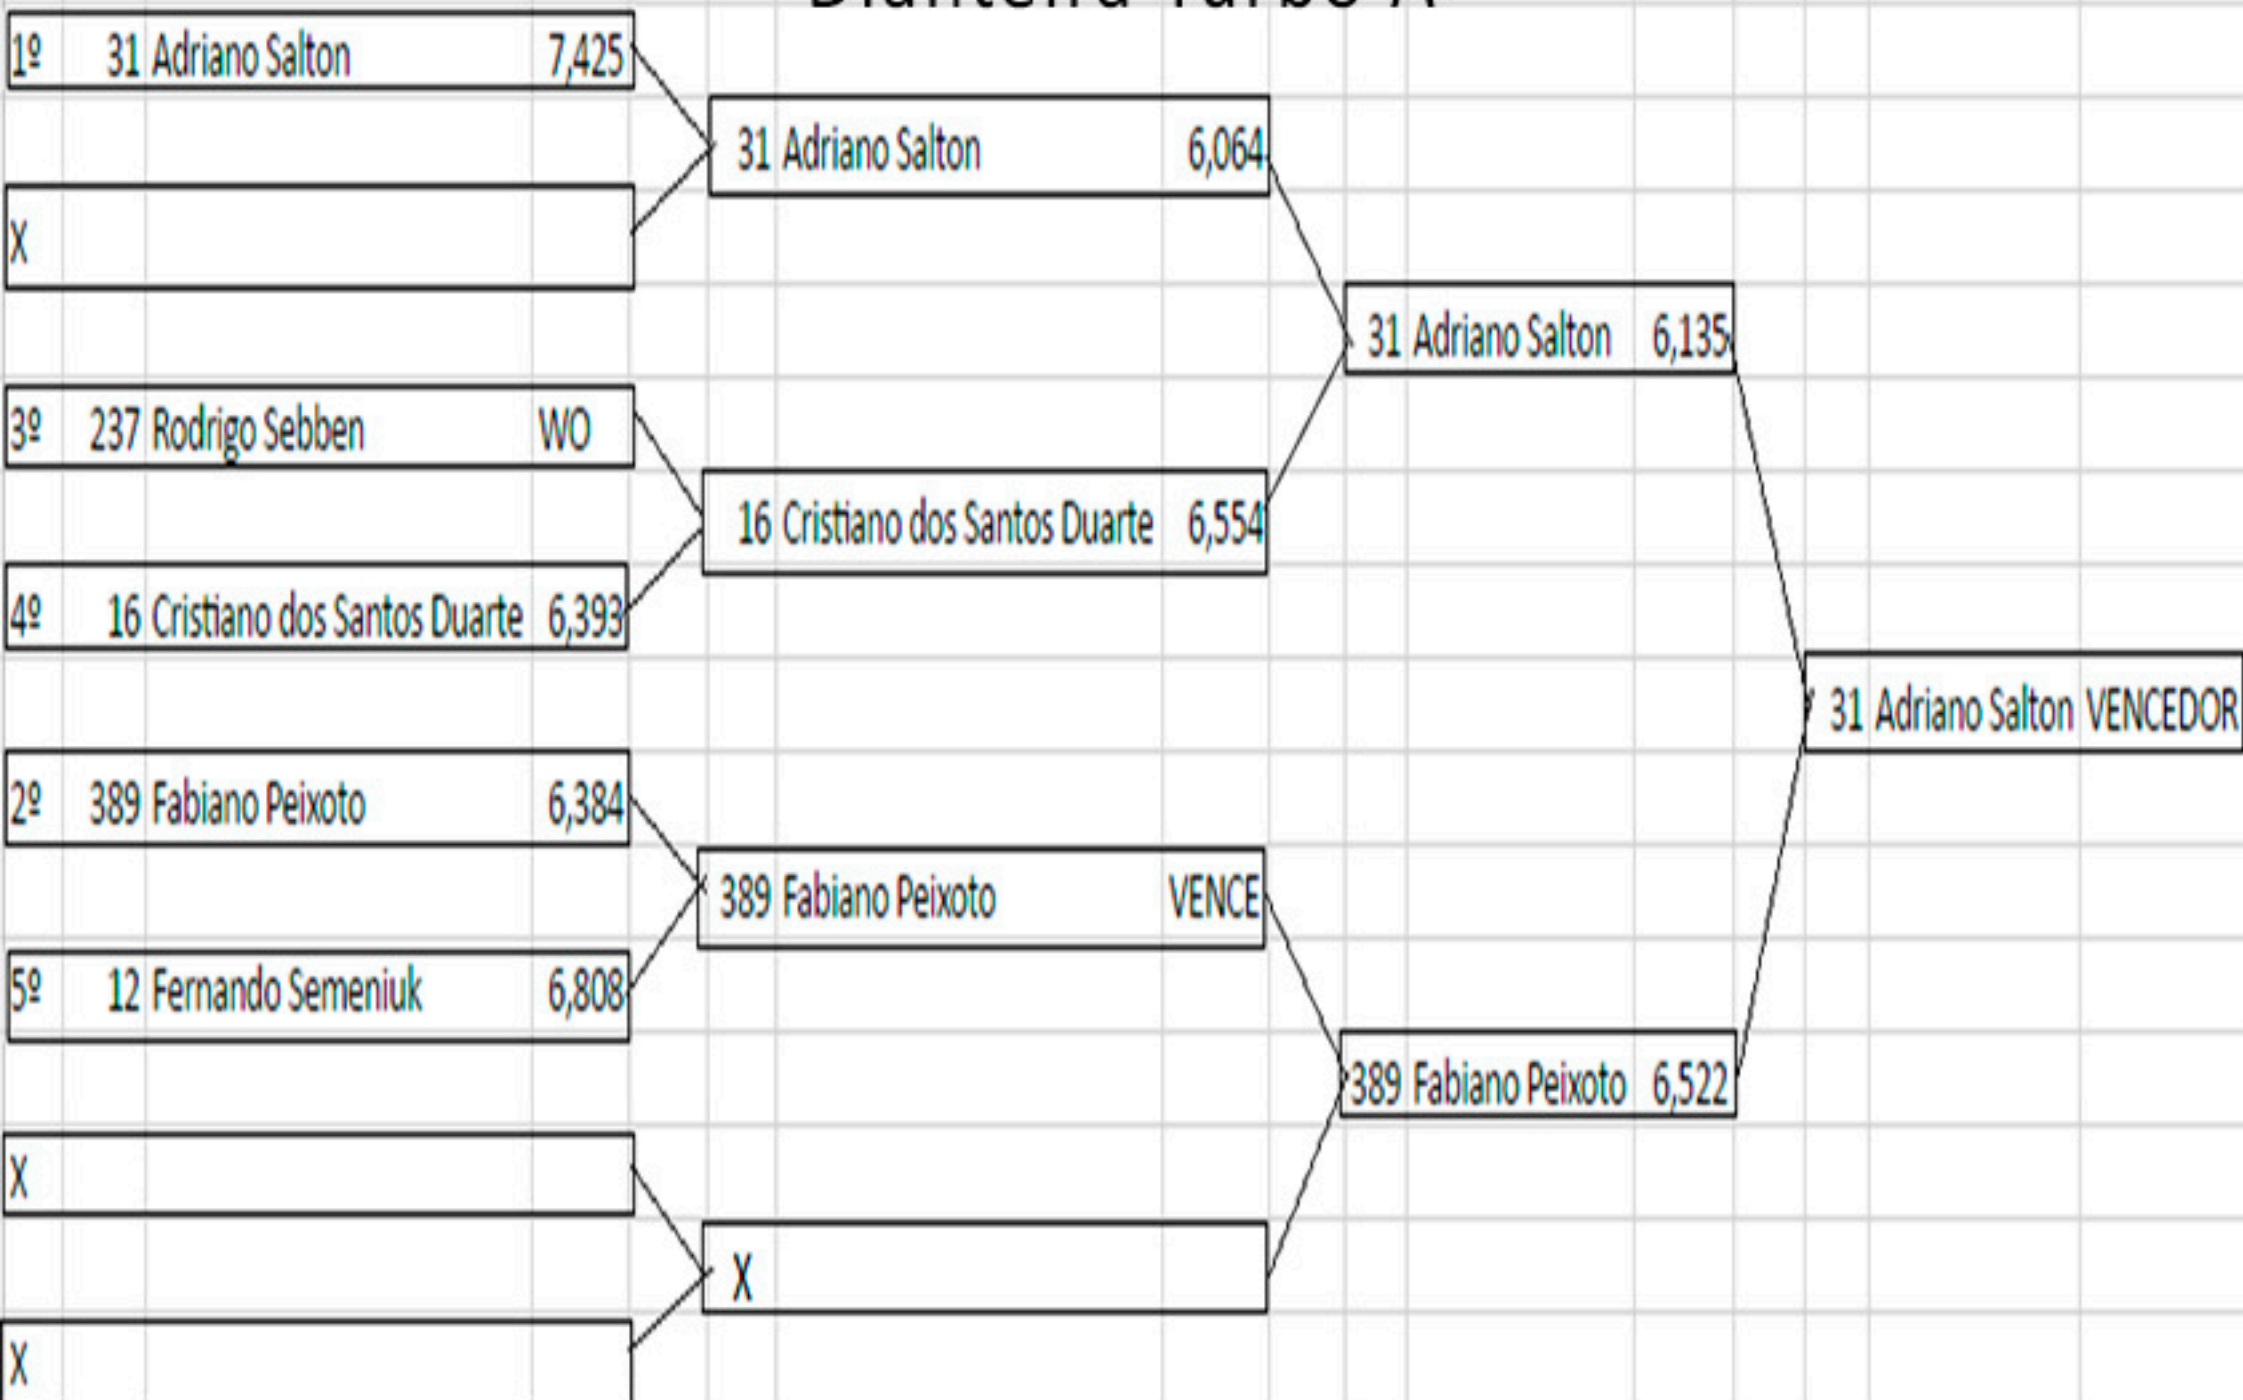 1º 31 Adriano Salton 7,425
X
3º 237 Rodrigo Sebben WO
4º 16 Cristiano dos Santos Duarte 6,393
2º 389 Fabiano Peixoto 6,384
5º 12 Fernando Semeniuk 6,808
X
X
31 Adriano Salton 6,064
16 Cristiano dos Santos Duarte 6,554
389 Fabiano Peixoto VENCE
X
31 Adriano Salton 6,135
389 Fabiano Peixoto 6,522
31 Adriano Salton VENCEDOR